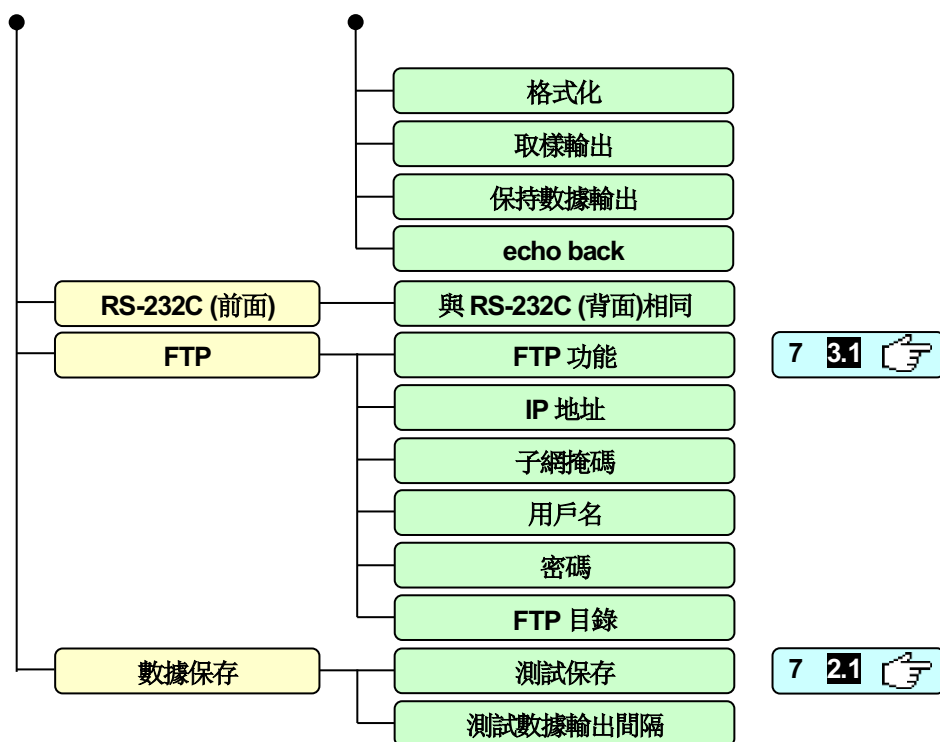 格式化
取樣輸出
保持數據輸出
echo back
RS-232C (前面)
與 RS-232C (背面)相同
FTP
FTP 功能
7 3.1
IP 地址
子網掩碼
用戶名
密碼
FTP 目錄
數據保存
測試保存
7 2.1
測試數據輸出間隔